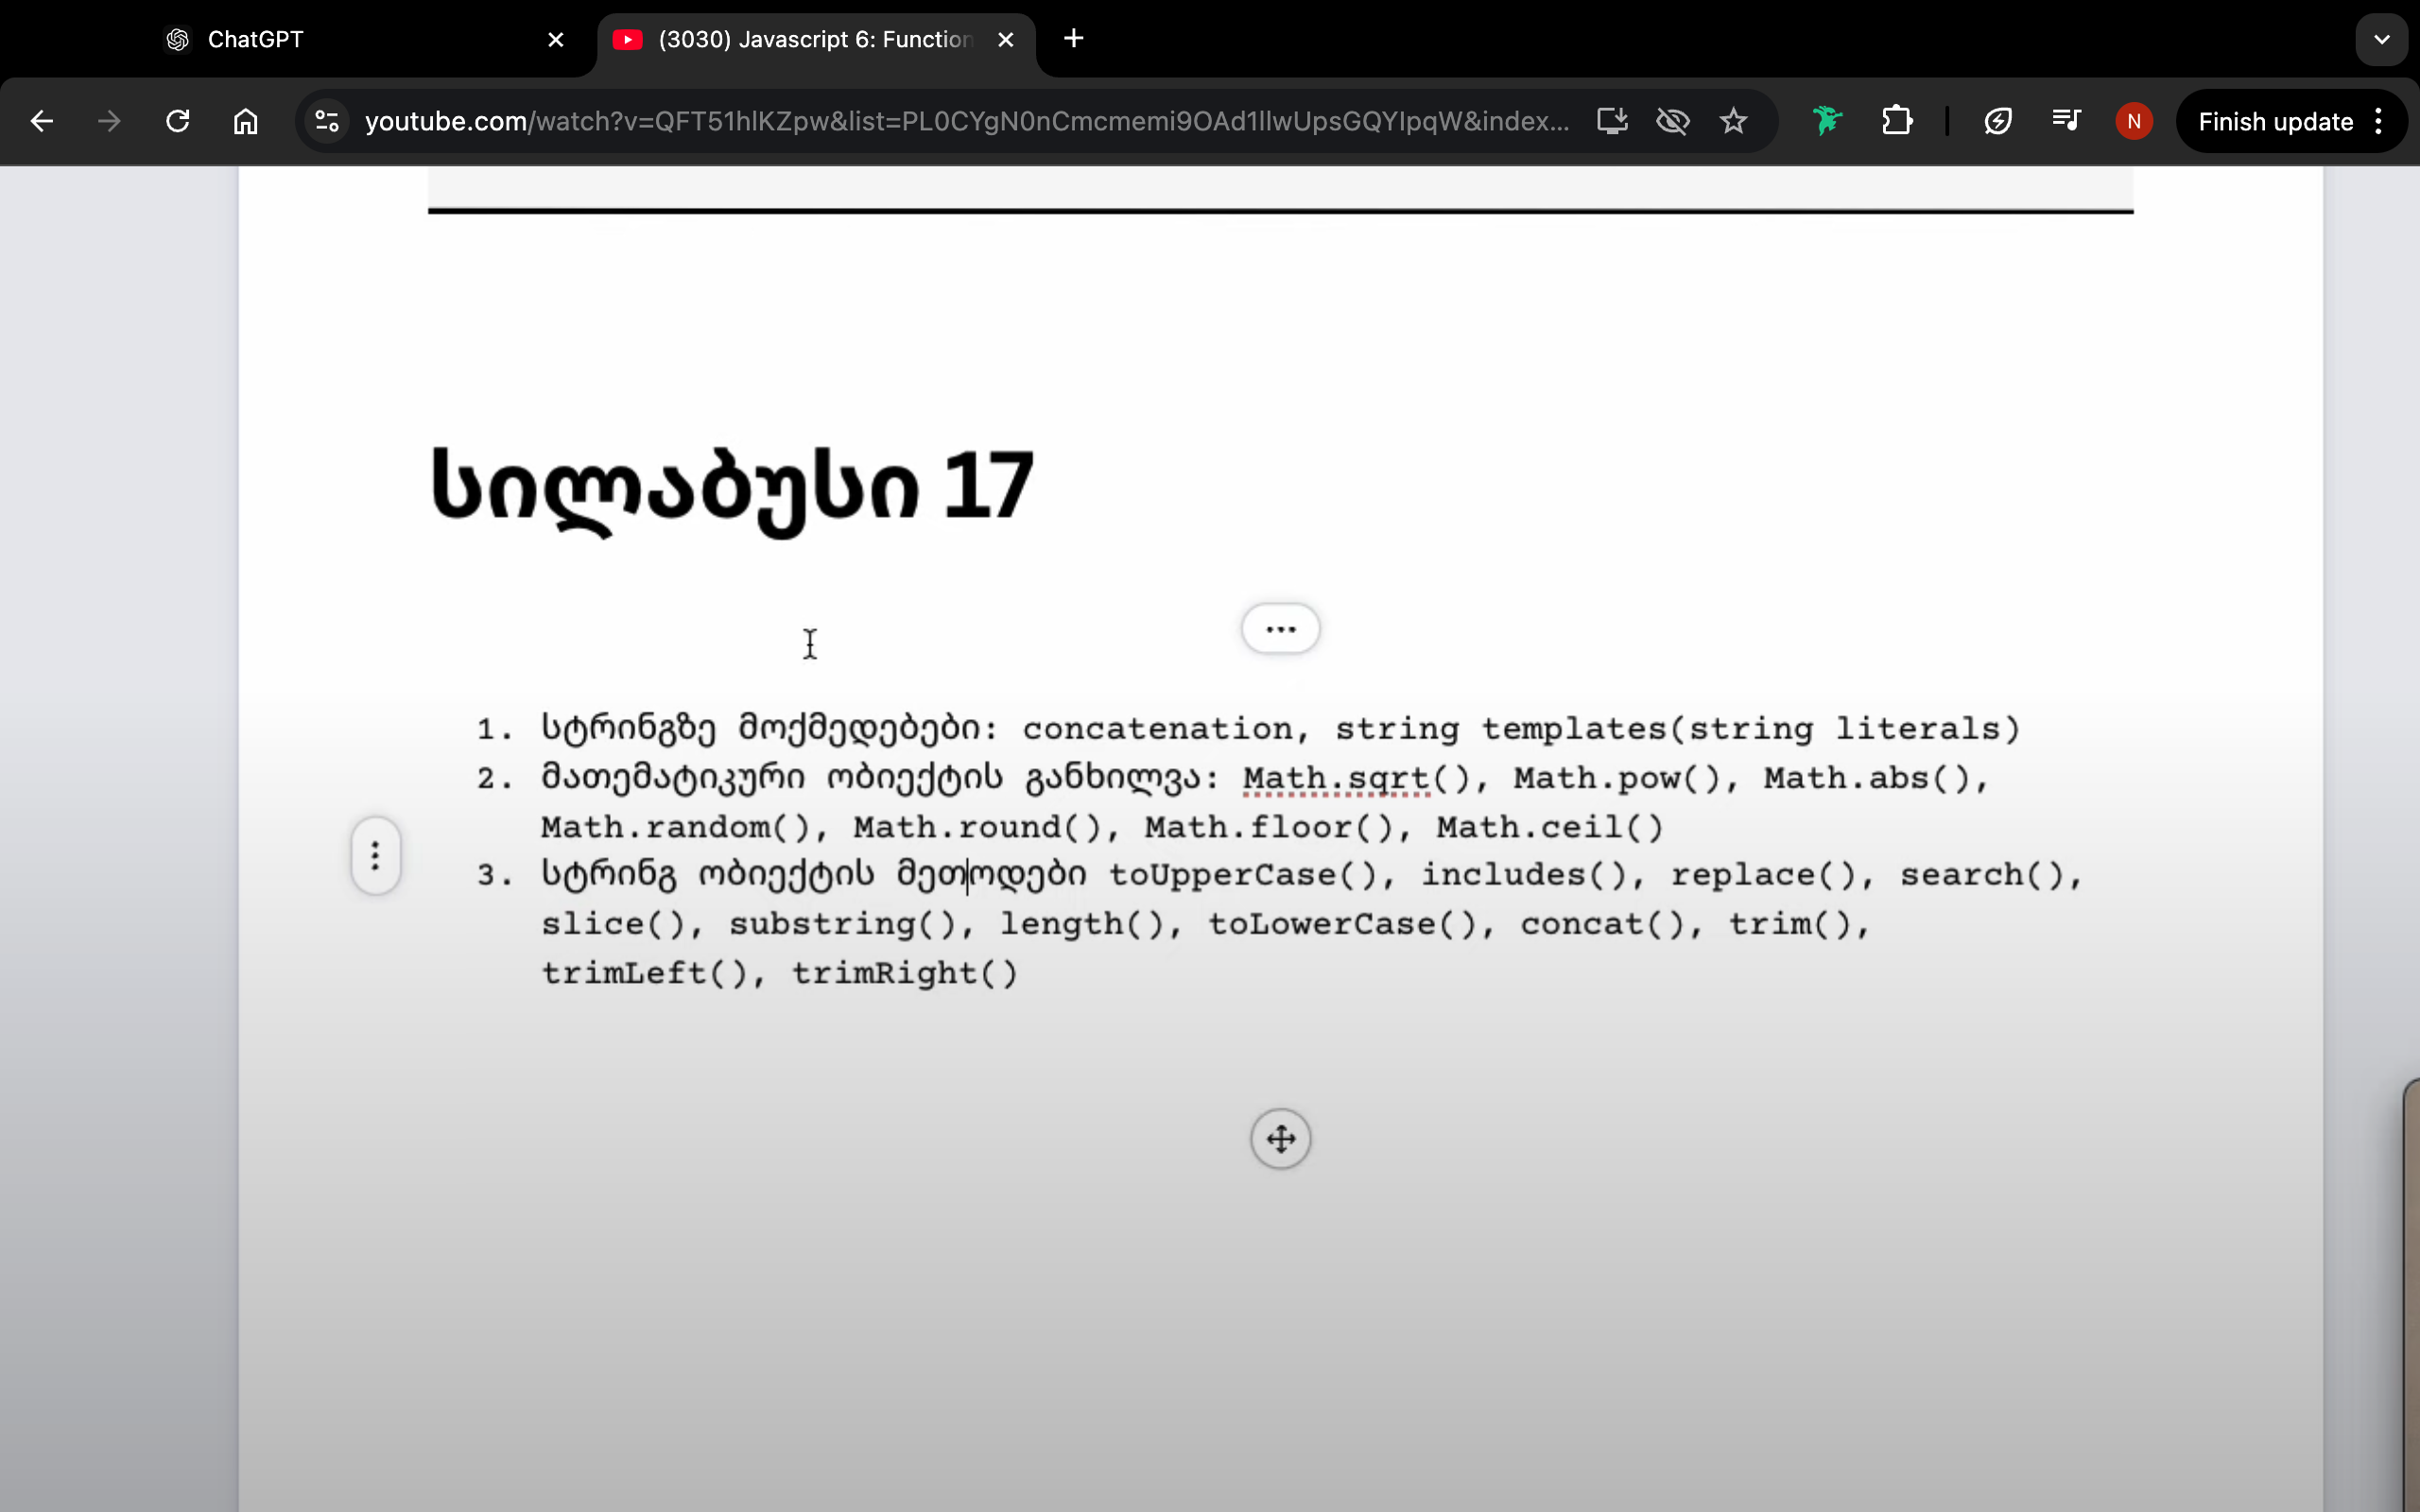 ChatGPT
(3030) Javascript 6: Function
youtube.com/watch?v=QFT51hlKZpw&list=PL0CYgN0nCmcmemi9OAd1IlwUpsGQYIpqW&index...
N
Finish update
სილაბუსი 17
1. სტრინგზე მოქმედებები: concatenation, string templates(string literals)
2. მათემატიკური ობიექტის განხილვა: Math.sqrt(), Math.pow(), Math.abs(),
Math.random(), Math.round(), Math.floor(), Math.ceil()
3. სტრინგ ობიექტის მეთოდები toUpperCase(), includes(), replace(), search(),
slice(), substring(), length(), toLowerCase(), concat(), trim(),
trimLeft(), trimRight()